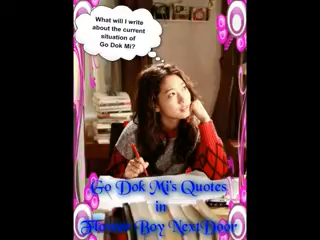 What will I write
about the current
situation of
Go Dok Mi?
Go Dok Mi's Quotes
in
Flower Boy Next Door